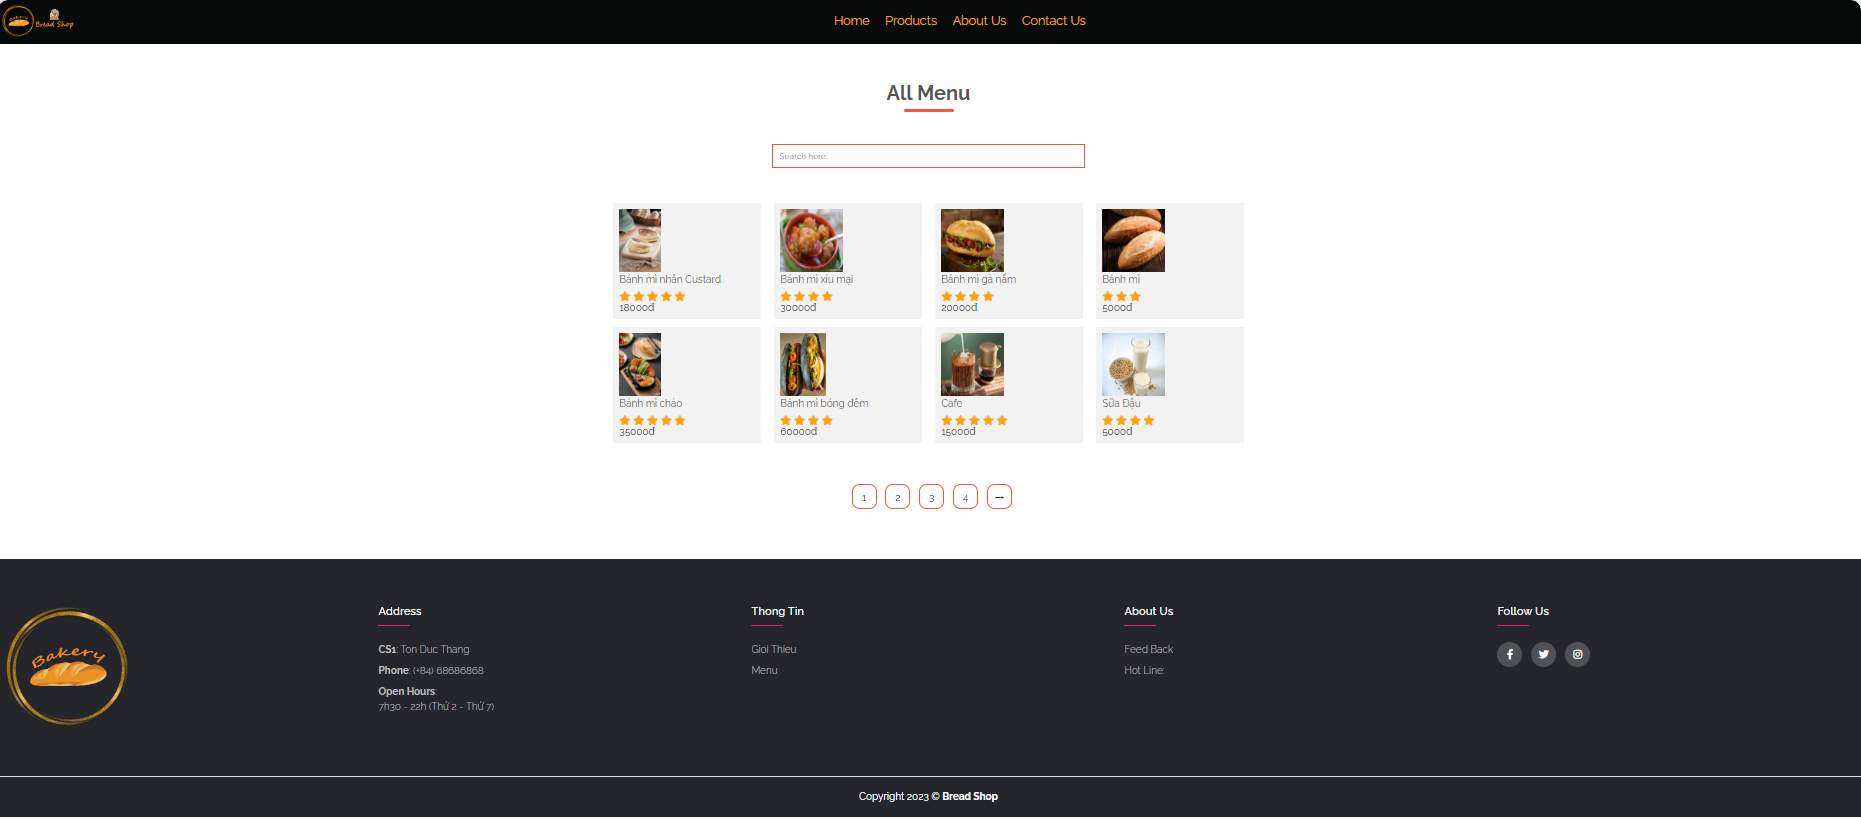 Bread Shop
Home Products About Us Contact Us
All Menu
Search here
Bánh mì nhân Custard
18000đ
Bánh mì xíu mại
30000đ
Bánh mì gà nấm
20000đ
Bánh mì
5000đ
Bánh mì chảo
35000đ
Bánh mì bóng đêm
60000đ
Cafe
15000đ
Sữa Đậu
5000đ
1 2 3 4 →
Bakery
Address
CS1: Ton Duc Thang
Phone: (+84) 68686868
Open Hours:
7h30 - 22h (Thứ 2 - Thứ 7)
Thong Tin
Gioi Thieu
Menu
About Us
Feed Back
Hot Line:
Follow Us
Copyright 2023 © Bread Shop